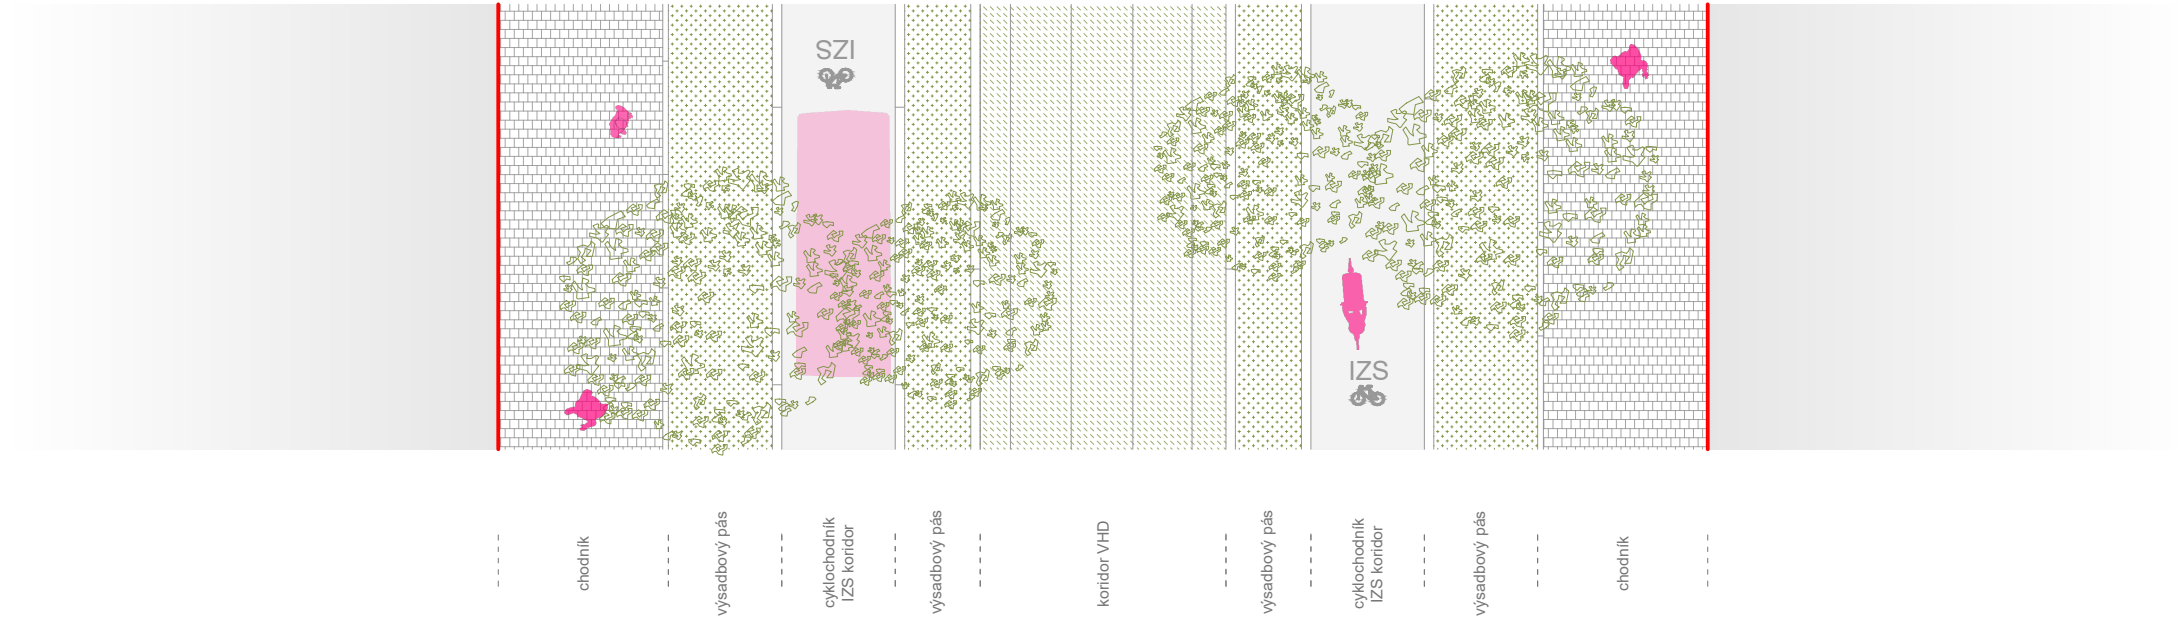 SZI
IZS
chodník
výsadbový pás
cyklochodník
IZS koridor
výsadbový pás
koridor VHD
výsadbový pás
cyklochodník
IZS koridor
výsadbový pás
chodník